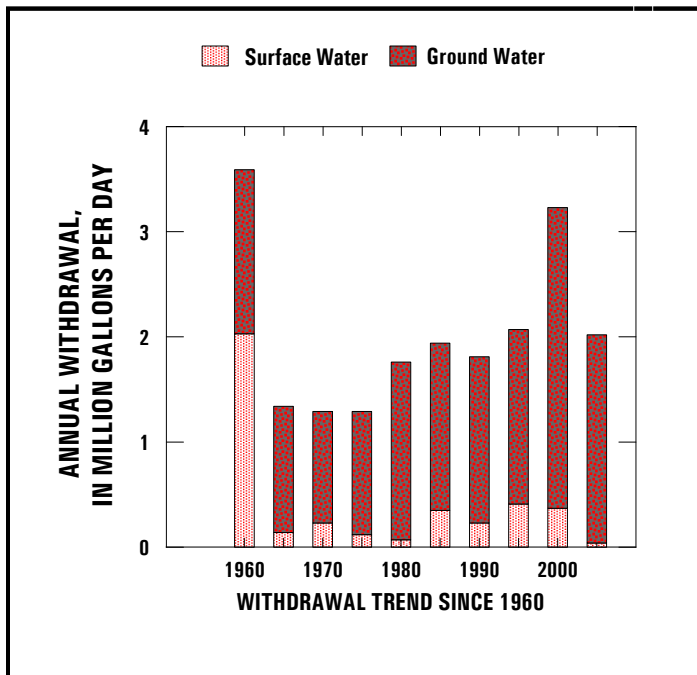 Surface Water
Ground Water
ANNUAL WITHDRAWAL,
IN MILLION GALLONS PER DAY
4
3
2
1
0
1960
1970
1980
1990
2000
WITHDRAWAL TREND SINCE 1960